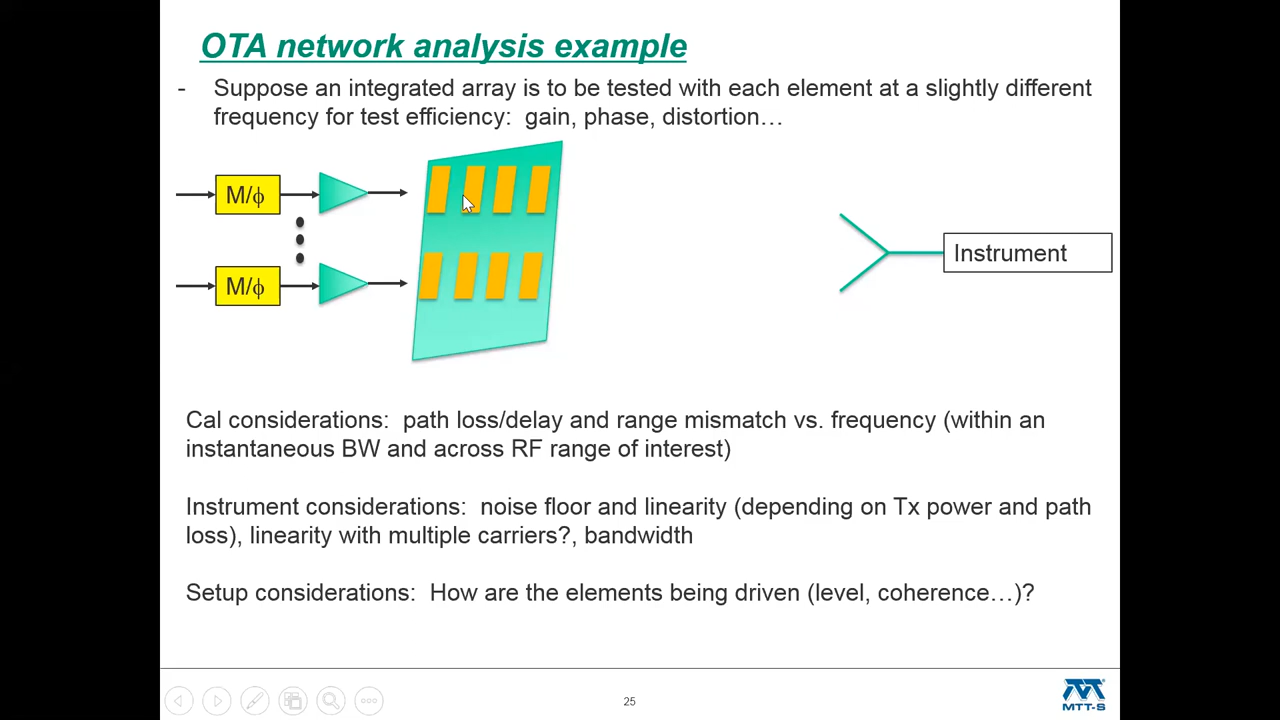 OTA network analysis example
- Suppose an integrated array is to be tested with each element at a slightly different
frequency for test efficiency: gain, phase, distortion…
M/ϕ
M/ϕ
Instrument
Cal considerations: path loss/delay and range mismatch vs. frequency (within an
instantaneous BW and across RF range of interest)
Instrument considerations: noise floor and linearity (depending on Tx power and path
loss), linearity with multiple carriers?, bandwidth
Setup considerations: How are the elements being driven (level, coherence…)?
25
MTT-S